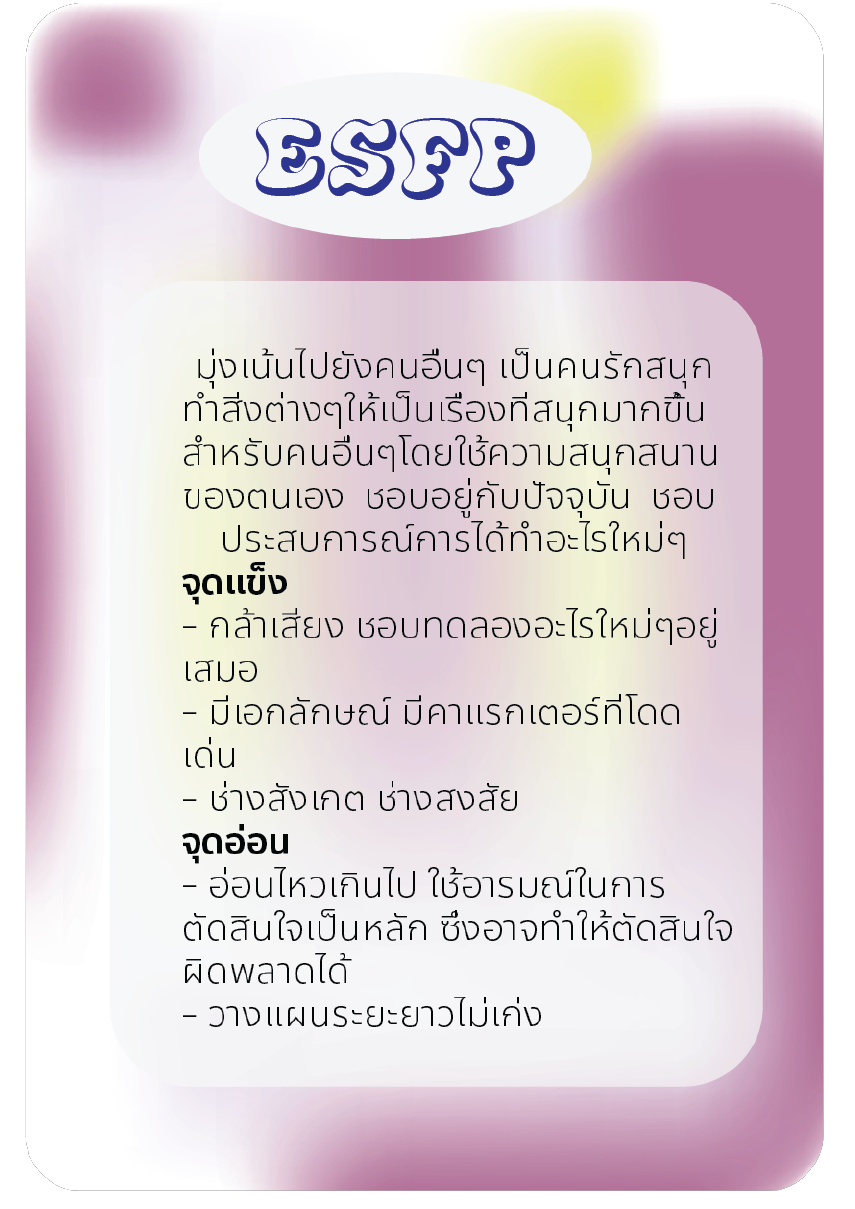 ESFP
มุ่งเน้นไปยังคนอื่นๆ เป็นคนรักสนุก
ทำสิ่งต่างๆให้เป็นเรื่องที่สนุกมากขึ้น
สำหรับคนอื่นๆโดยใช้ความสนุกสนาน
ของตนเอง ชอบอยู่กับปัจจุบัน ชอบ
ประสบการณ์การได้ทำอะไรใหม่ๆ
จุดแข็ง
- กล้าเสี่ยง ชอบทดลองอะไรใหม่ๆอยู่
เสมอ
- มีเอกลักษณ์ มีคาแรกเตอร์ที่โดด
เด่น
- ช่างสังเกต ช่างสงสัย
จุดอ่อน
- อ่อนไหวเกินไป ใช้อารมณ์ในการ
ตัดสินใจเป็นหลัก ซึ่งอาจทำให้ตัดสินใจ
ผิดพลาดได้
- วางแผนระยะยาวไม่เก่ง